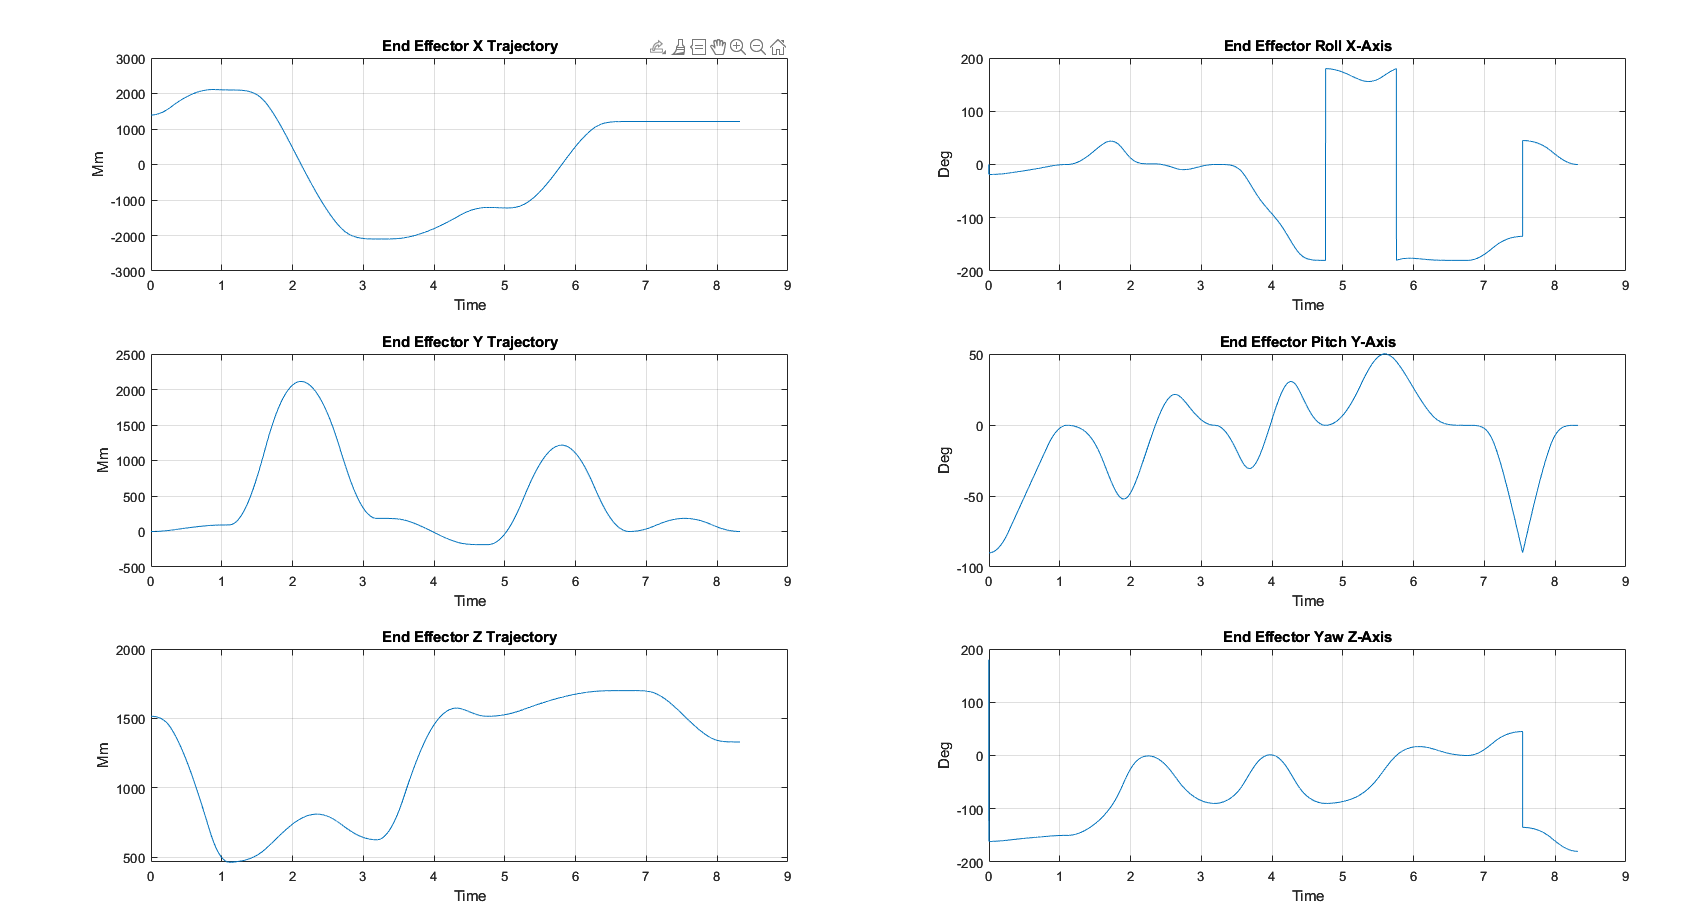 End Effector X Trajectory
3000
2000
1000
0
-1000
-2000
-3000
Mm
0 1 2 3 4 5 6 7 8 9
Time
End Effector Roll X-Axis
200
100
0
-100
-200
Deg
0 1 2 3 4 5 6 7 8 9
Time
End Effector Y Trajectory
2500
2000
1500
1000
500
0
-500
Mm
0 1 2 3 4 5 6 7 8 9
Time
End Effector Pitch Y-Axis
50
0
-50
-100
Deg
0 1 2 3 4 5 6 7 8 9
Time
End Effector Z Trajectory
2000
1500
1000
500
Mm
0 1 2 3 4 5 6 7 8 9
Time
End Effector Yaw Z-Axis
200
100
0
-100
-200
Deg
0 1 2 3 4 5 6 7 8 9
Time